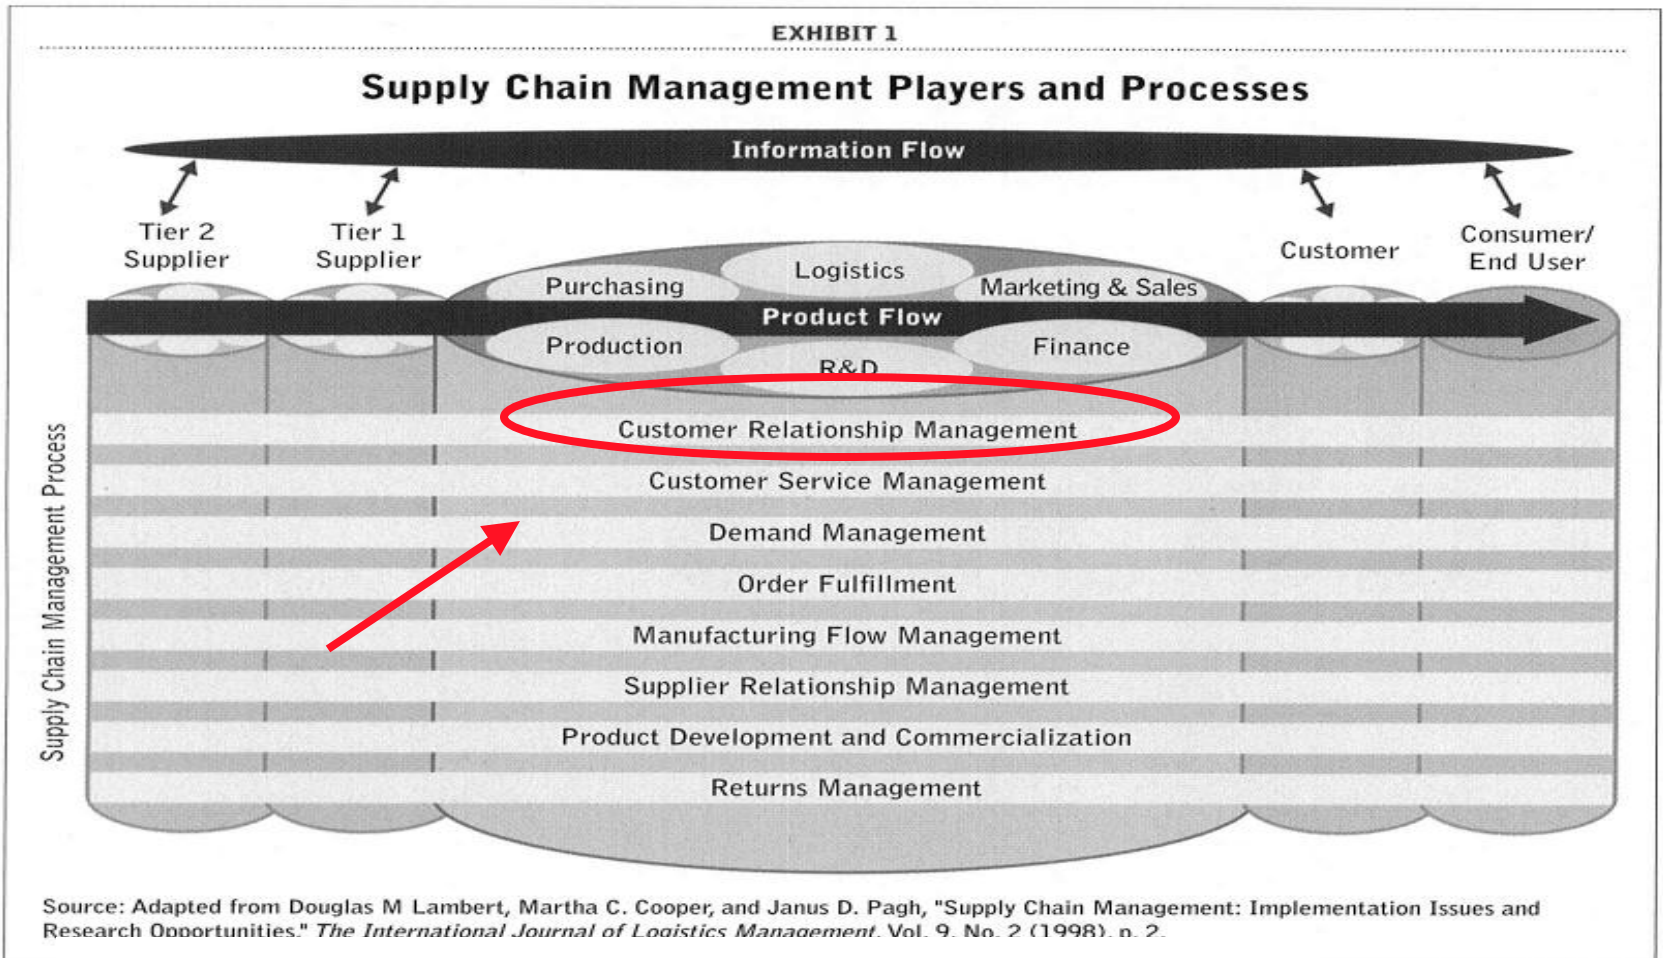 EXHIBIT 1
Supply Chain Management Players and Processes
Information Flow
Tier 2
Supplier
Tier 1
Supplier
Customer
Consumer/
End User
Purchasing
Logistics
Marketing & Sales
Product Flow
Production
R&D
Finance
Supply Chain Management Process
Customer Relationship Management
Customer Service Management
Demand Management
Order Fulfillment
Manufacturing Flow Management
Supplier Relationship Management
Product Development and Commercialization
Returns Management
Source: Adapted from Douglas M Lambert, Martha C. Cooper, and Janus D. Pagh, "Supply Chain Management: Implementation Issues and
Research Opportunities." The International Journal of Logistics Management, Vol. 9, No. 2 (1998), p. 2.